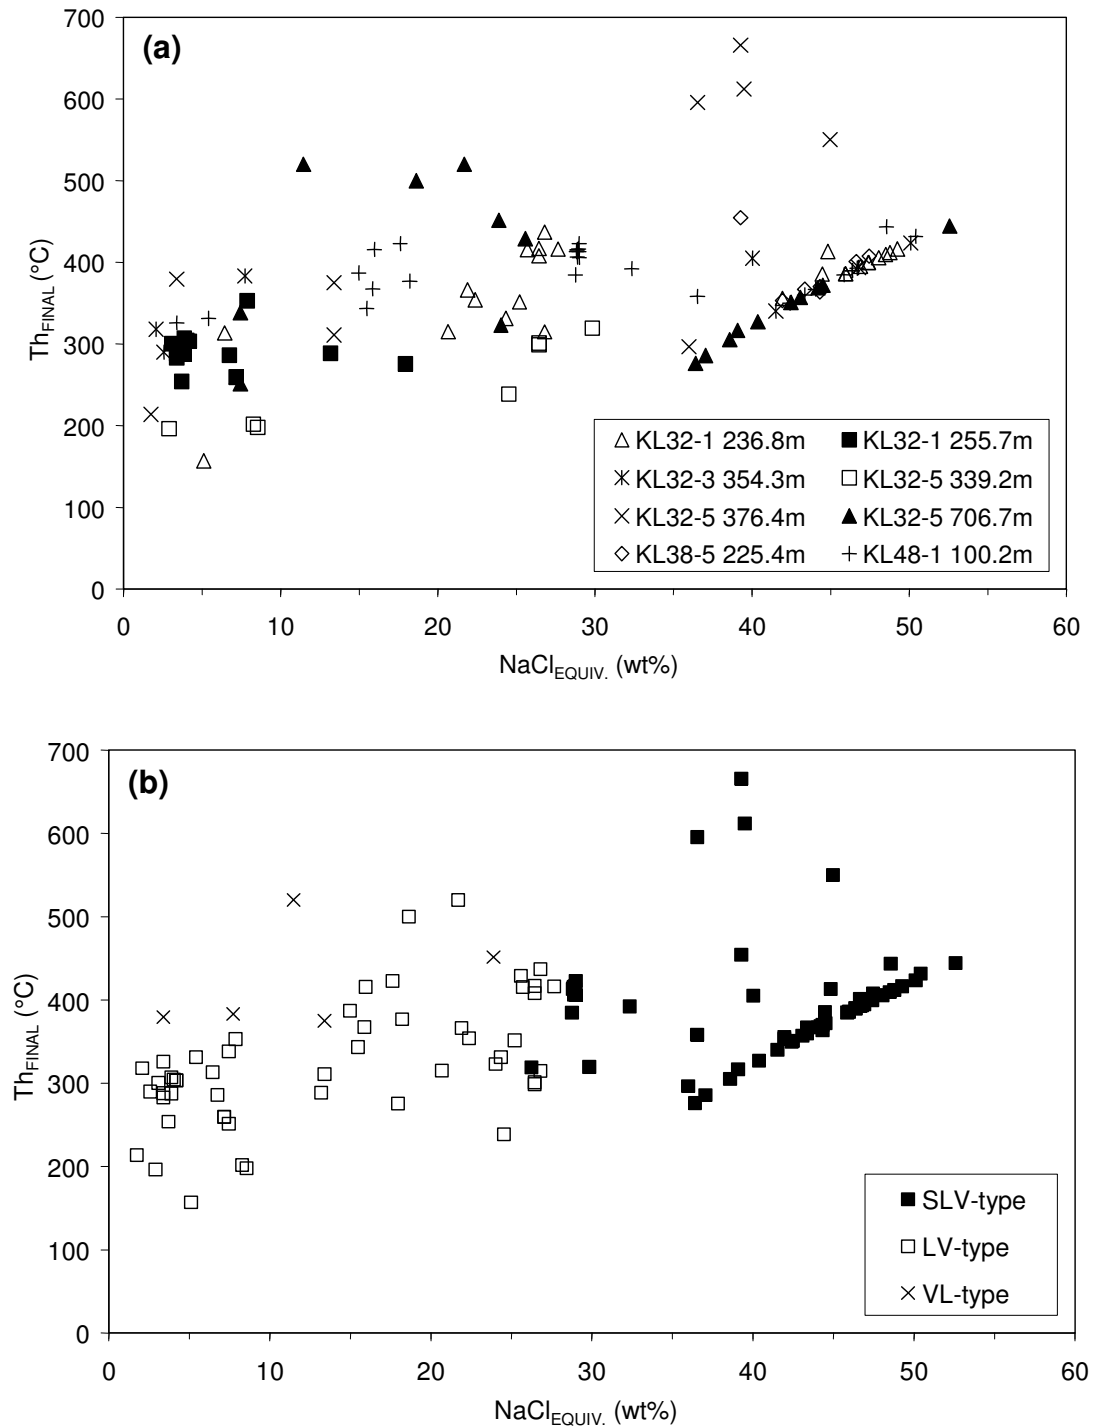 (a)
700
600
500
400
300
200
100
0
Th_FINAL (°C)
△ KL32-1 236.8m ■ KL32-1 255.7m
KL32-3 354.3m □ KL32-5 339.2m
× KL32-5 376.4m ▲ KL32-5 706.7m
◇ KL38-5 225.4m + KL48-1 100.2m
0 10 20 30 40 50 60
NaCl_EQUIV. (wt%)
(b)
700
600
500
400
300
200
100
0
Th_FINAL (°C)
■ SLV-type
□ LV-type
× VL-type
0 10 20 30 40 50 60
NaCl_EQUIV. (wt%)